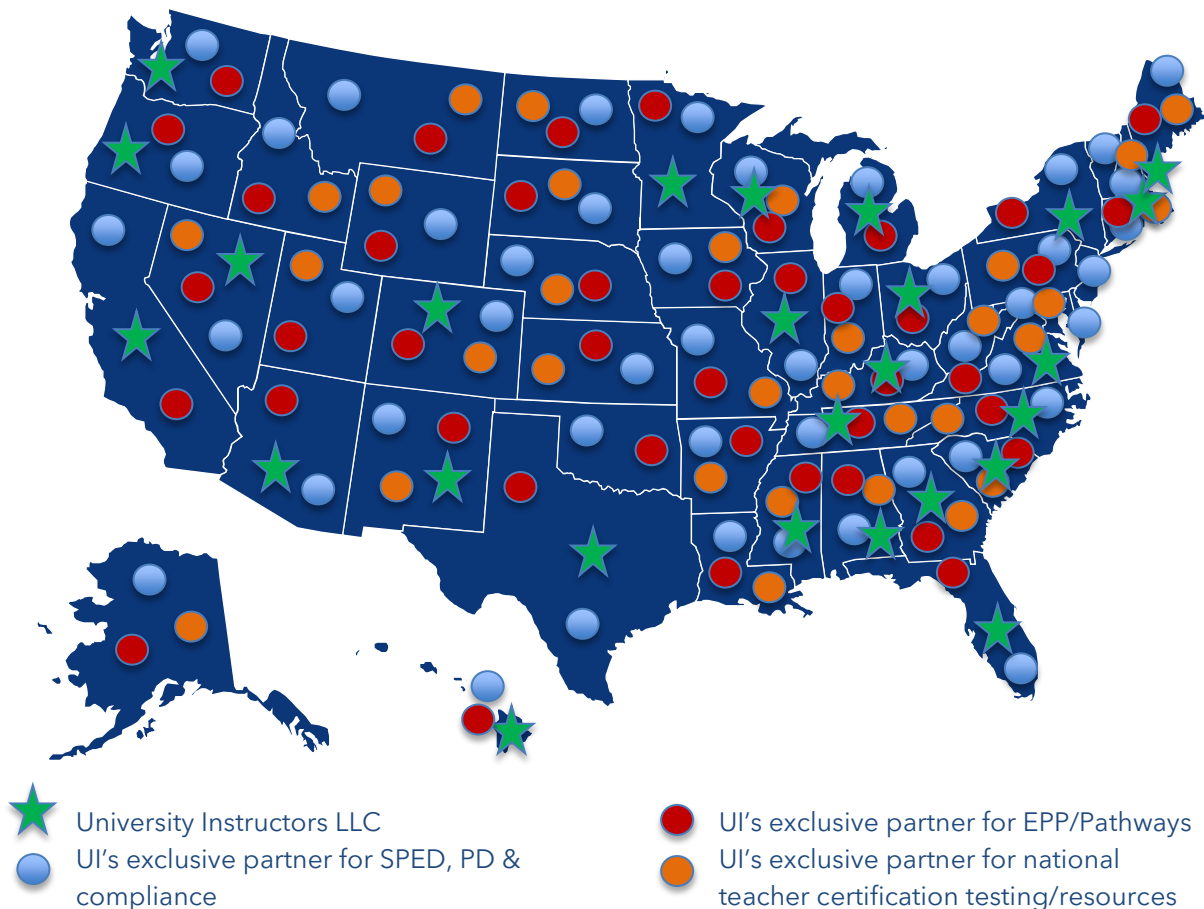 University Instructors LLC
UI's exclusive partner for SPED, PD &
compliance
UI's exclusive partner for EPP/Pathways
UI's exclusive partner for national
teacher certification testing/resources